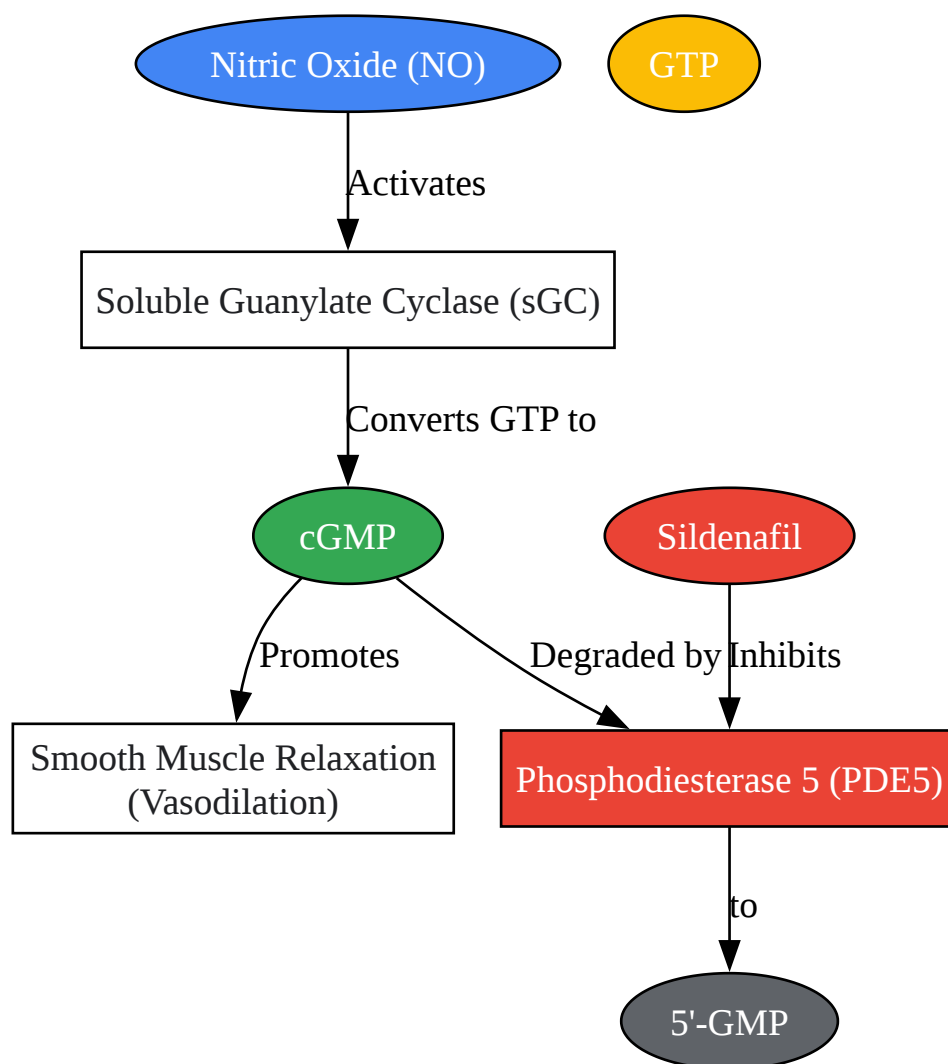 Nitric Oxide (NO)
GTP
Activates
Soluble Guanylate Cyclase (sGC)
Converts GTP to
cGMP
Sildenafil
Promotes
Degraded by
Inhibits
Smooth Muscle Relaxation
(Vasodilation)
Phosphodiesterase 5 (PDE5)
to
5'-GMP